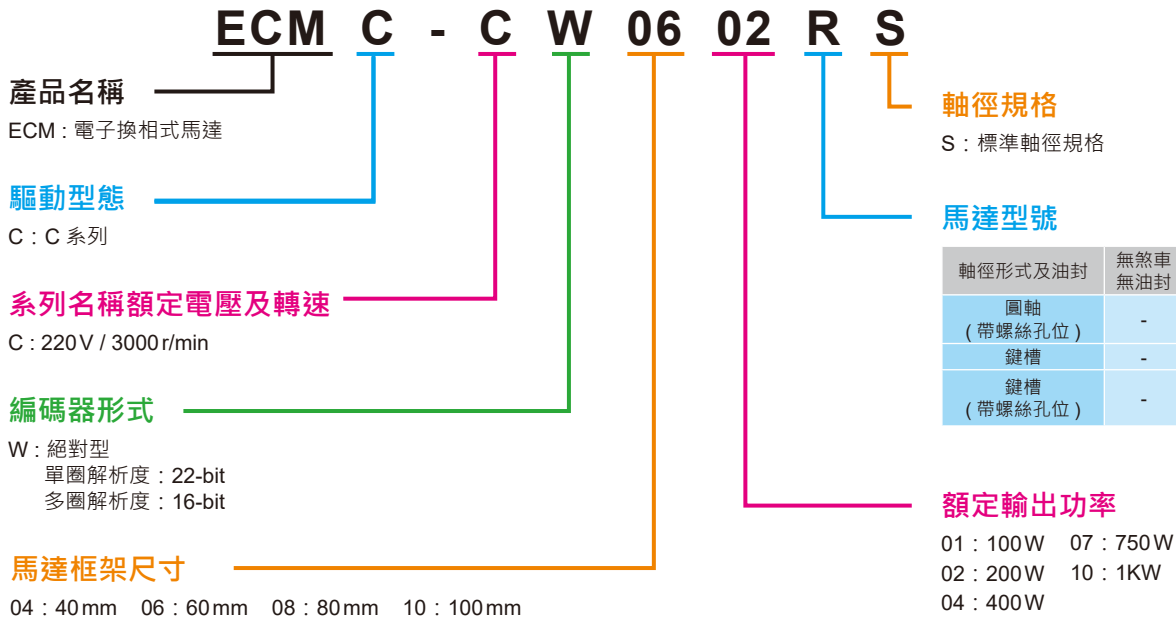 ECM C - C W 06 02 R S
產品名稱
ECM : 電子換相式馬達
驅動型態
C : C 系列
系列名稱額定電壓及轉速
C : 220V / 3000r/min
編碼器形式
W : 絕對型
單圈解析度 : 22-bit
多圈解析度 : 16-bit
馬達框架尺寸
04 : 40mm 06 : 60mm 08 : 80mm 10 : 100mm
軸徑規格
S : 標準軸徑規格
馬達型號
軸徑形式及油封 無煞車
無油封
圓軸
( 帶螺絲孔位 ) -
鍵槽 -
鍵槽
( 帶螺絲孔位 ) -
額定輸出功率
01 : 100W 07 : 750W
02 : 200W 10 : 1KW
04 : 400W